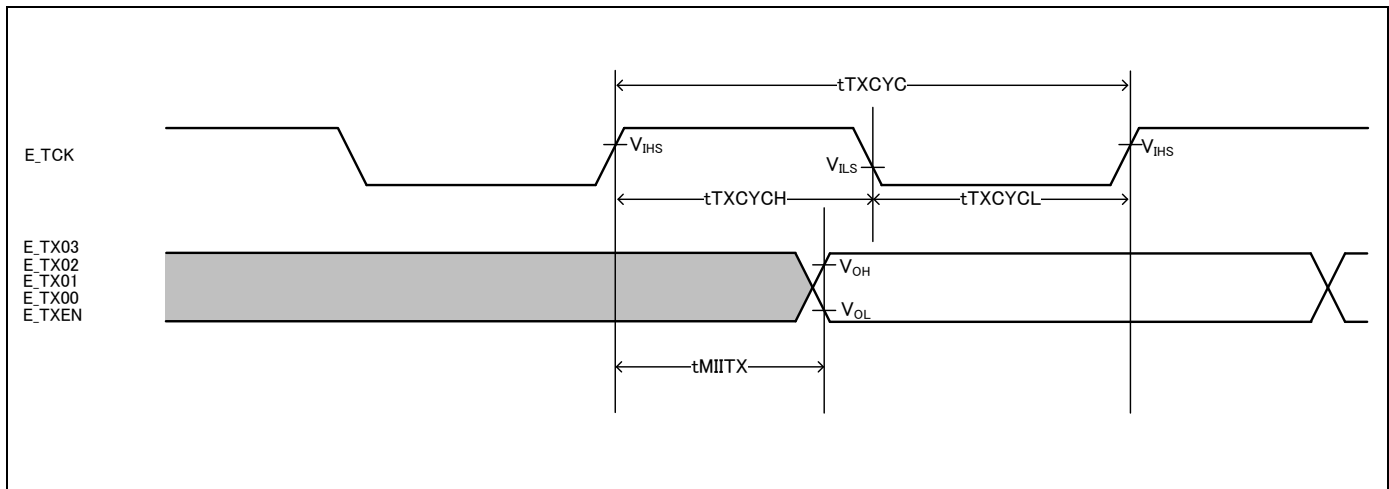 tTXCYC
E_TCK
VIHS
VILS
VIHS
tTXCYCH
tTXCYCL
E_TX03
E_TX02
E_TX01
E_TX00
E_TXEN
VOH
VOL
tMIITX